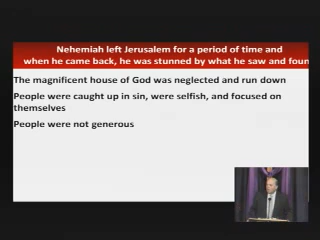 Nehemiah left Jerusalem for a period of time and
when he came back, he was stunned by what he saw and foun
The magnificent house of God was neglected and run down
People were caught up in sin, were selfish, and focused on
themselves
People were not generous